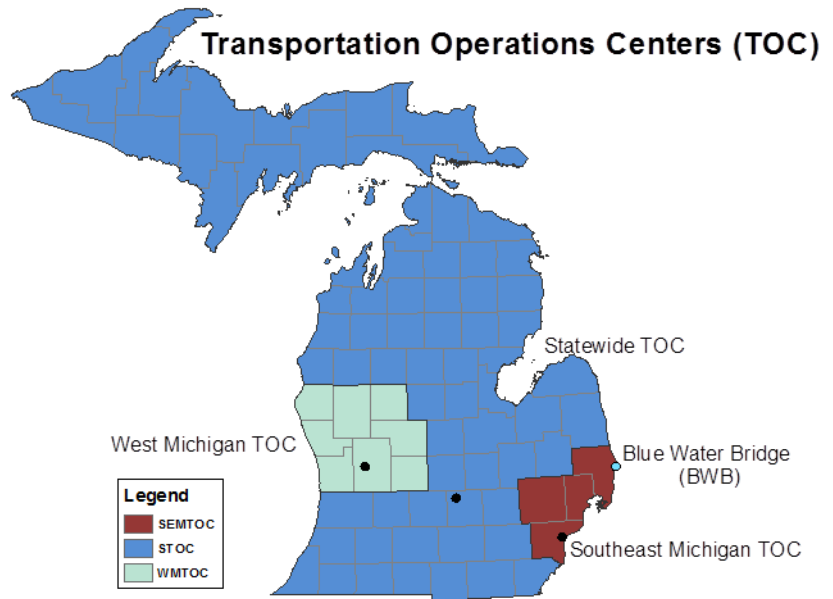 Transportation Operations Centers (TOC)
Statewide TOC
West Michigan TOC
Blue Water Bridge
(BWB)
Legend
SEMTOC
STOC
WMTOC
Southeast Michigan TOC